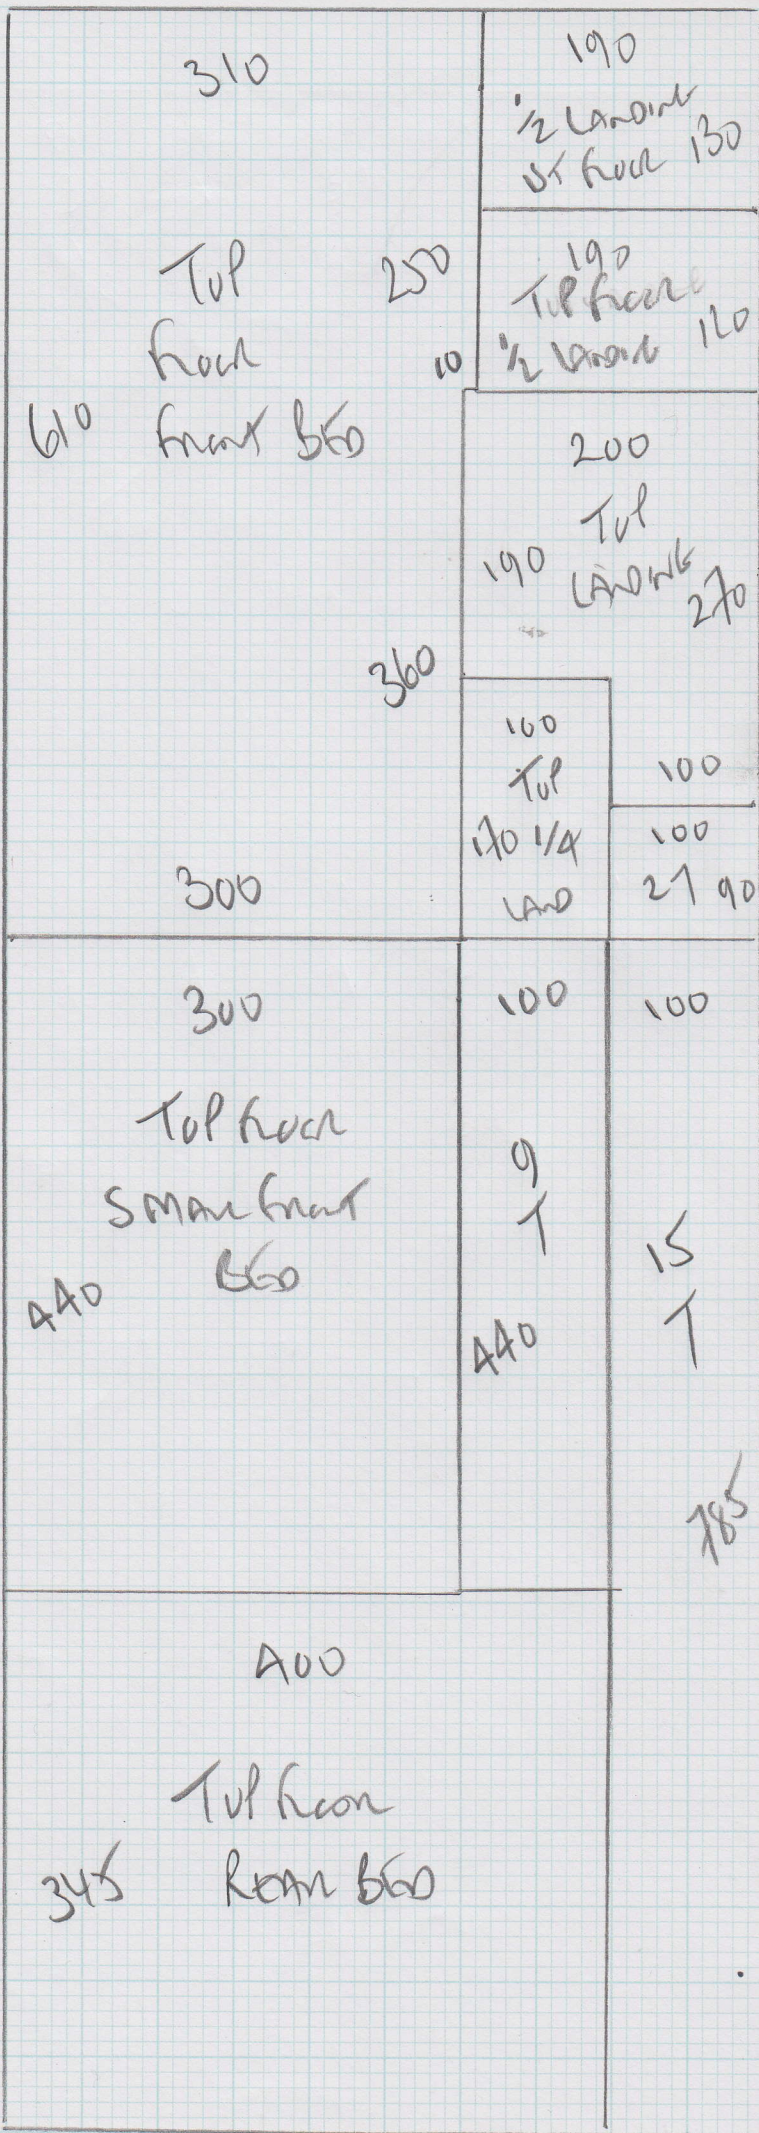 310
TOP
FLOOR
FRONT BED
610
250
10
360
300
190
1/2 LANDING
1ST FLOOR 130
190
TOP FLOOR
1/2 LANDING 120
200
TOP
LANDING
190
270
100
100
TOP
170 1/4
LAND
100
2T 90
300
TOP FLOOR
SMALL FRONT
BED
440
100
9
T
440
100
15
T
785
400
TOP FLOOR
REAR BED
345